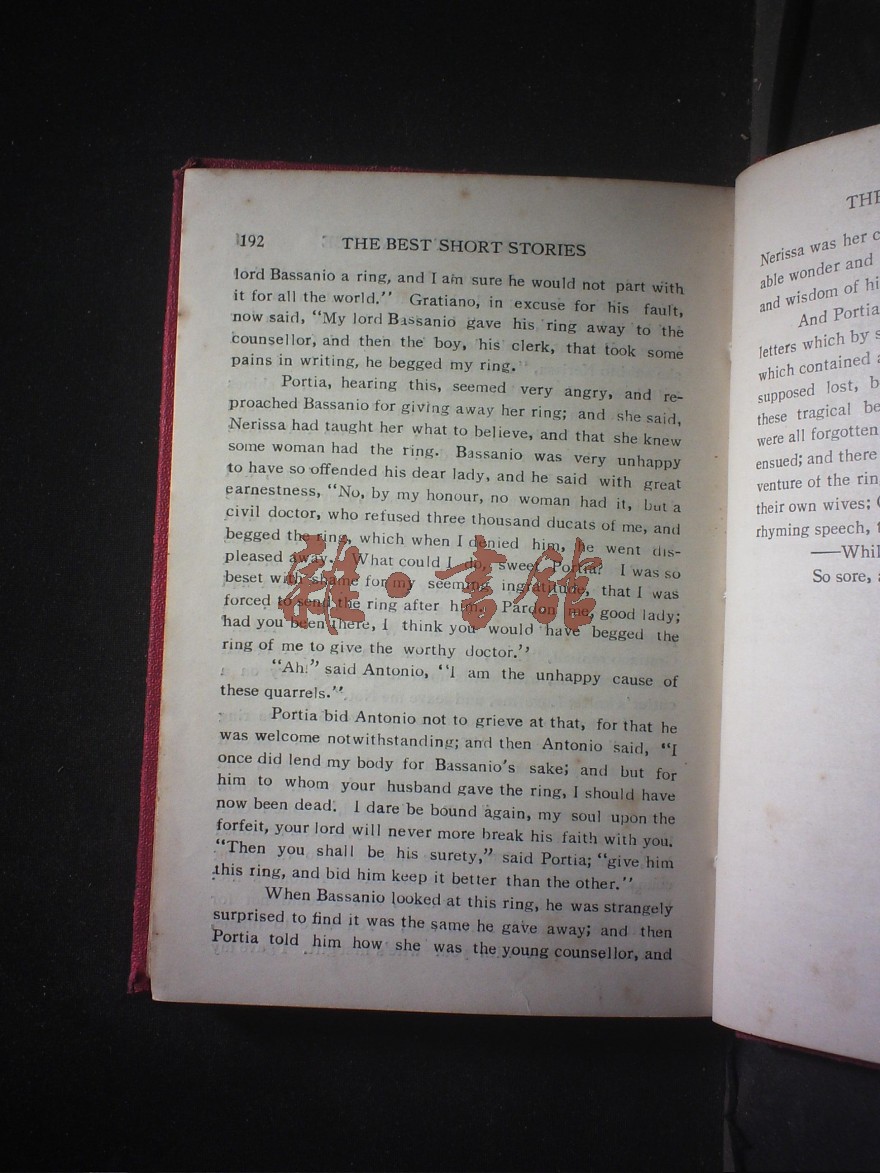 192 THE BEST SHORT STORIES
lord Bassanio a ring, and I am sure he would not part with
it for all the world.'' Gratiano, in excuse for his fault,
now said, "My lord Bassanio gave his ring away to the
counsellor, and then the boy, his clerk, that took some
pains in writing, he begged my ring.
Portia, hearing this, seemed very angry, and re-
proached Bassanio for giving away her ring; and she said,
Nerissa had taught her what to believe, and that she knew
some woman had the ring. Bassanio was very unhappy
to have so offended his dear lady, and he said with great
earnestness, "No, by my honour, no woman had it, but a
civil doctor, who refused three thousand ducats of me, and
begged the ring, which when I denied him, he went dis-
pleased away. What could I do, sweet Portia? I was so
beset with shame for my seeming ingratitude, that I was
forced to send the ring after him. Pardon me, good lady;
had you been there, I think you would have begged the
ring of me to give the worthy doctor.''
"Ah!" said Antonio, "I am the unhappy cause of
these quarrels.''
Portia bid Antonio not to grieve at that, for that he
was welcome notwithstanding; and then Antonio said, "I
once did lend my body for Bassanio's sake; and but for
him to whom your husband gave the ring, I should have
now been dead. I dare be bound again, my soul upon the
forfeit, your lord will never more break his faith with you.
"Then you shall be his surety," said Portia; "give him
this ring, and bid him keep it better than the other.''
When Bassanio looked at this ring, he was strangely
surprised to find it was the same he gave away; and then
Portia told him how she was the young counsellor, and
雜·書館
THE
Nerissa was her
able wonder and
and wisdom of
And Portia
letters which by
which contained
supposed lost,
these tragical
were all forgotten
ensued; and there
venture of the
their own wives;
rhyming speech,
——
So sore,